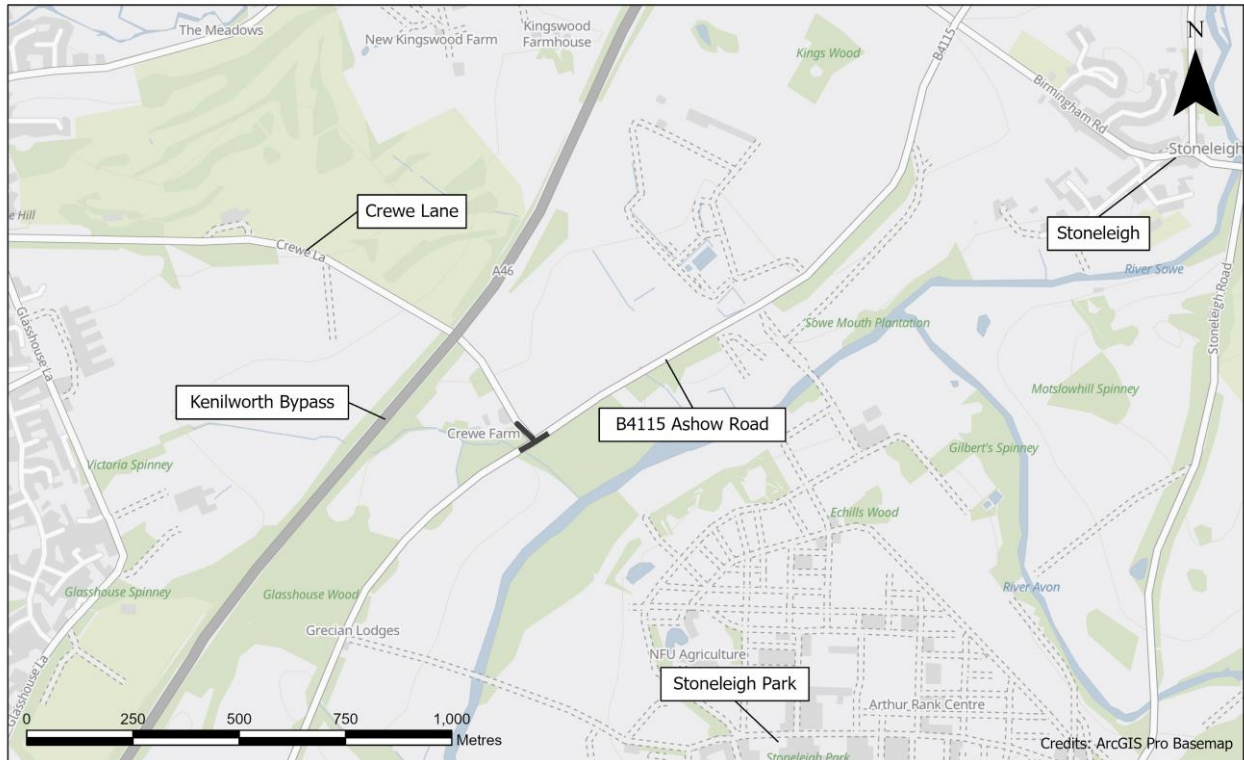 The Meadows
New Kingswood Farm
Kingswood
Farmhouse
Kings Wood
B4115
N
Birmingham Rd
Stoneleigh
Crewe Lane
Stoneleigh
e Hill
Crewe La
A46
River Sowe
Stoneleigh Road
Glasshouse La
Sowe Mouth Plantation
Motslowhill Spinney
Kenilworth Bypass
B4115 Ashow Road
Crewe Farm
Victoria Spinney
Gilbert's Spinney
Echills Wood
Glasshouse Spinney
Glasshouse Wood
River Avon
Grecian Lodges
Glasshouse La
NFU Agriculture
Stoneleigh Park
Arthur Rank Centre
0 250 500 750 1,000
Metres
Stoneleigh Park
Credits: ArcGIS Pro Basemap